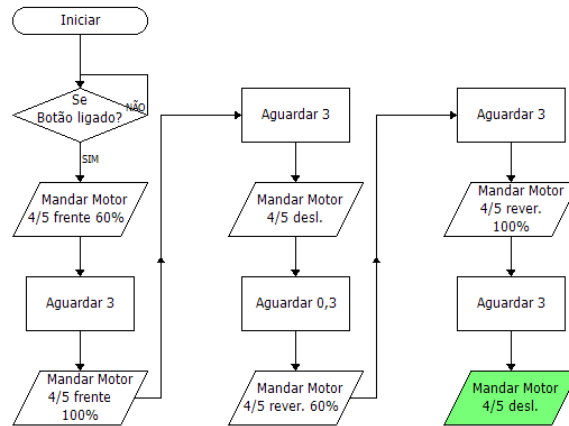 Iniciar
Se
Botão ligado?
NÃO
SIM
Mandar Motor
4/5 frente 60%
Aguardar 3
Mandar Motor
4/5 frente
100%
Aguardar 3
Mandar Motor
4/5 desl.
Aguardar 0,3
Mandar Motor
4/5 rever. 60%
Aguardar 3
Mandar Motor
4/5 rever.
100%
Aguardar 3
Mandar Motor
4/5 desl.